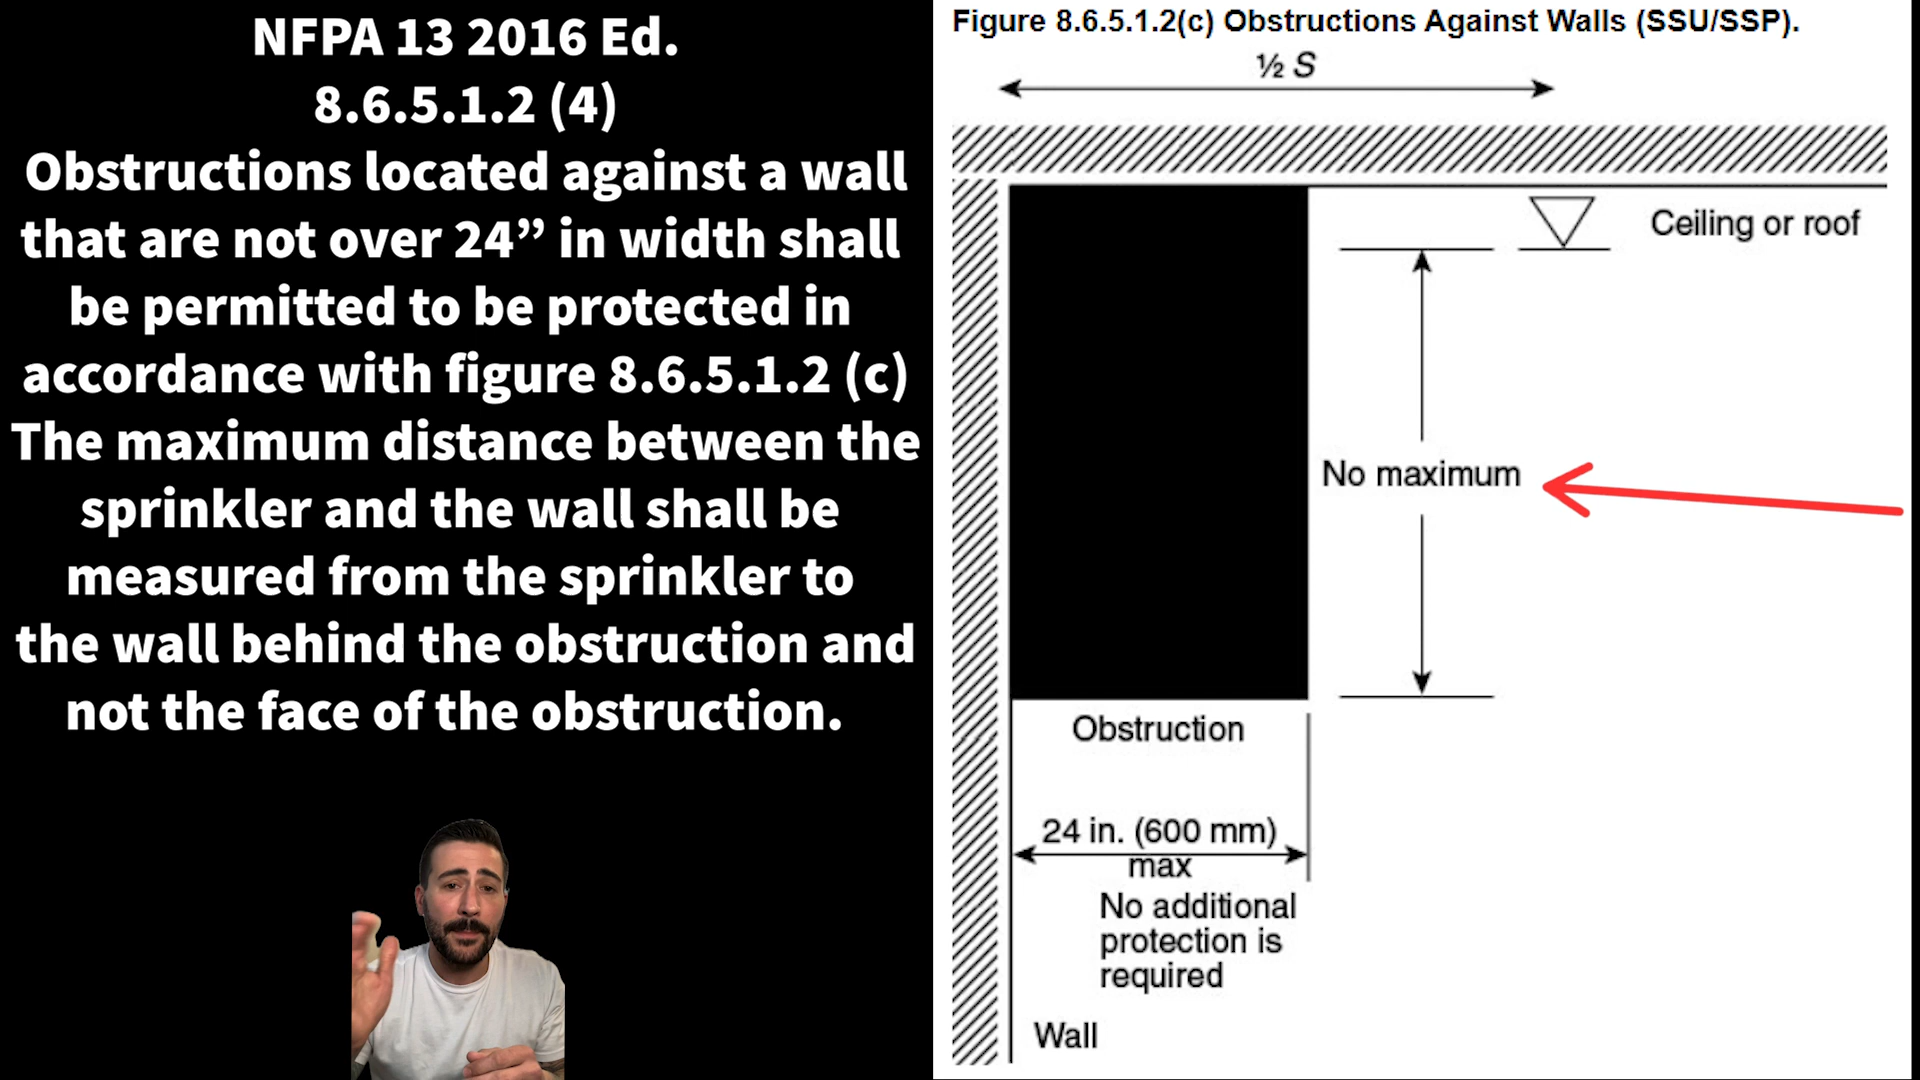 NFPA 13 2016 Ed.
8.6.5.1.2 (4)
Obstructions located against a wall
that are not over 24” in width shall
be permitted to be protected in
accordance with figure 8.6.5.1.2 (c)
The maximum distance between the
sprinkler and the wall shall be
measured from the sprinkler to
the wall behind the obstruction and
not the face of the obstruction.
Figure 8.6.5.1.2(c) Obstructions Against Walls (SSU/SSP).
½ S
Ceiling or roof
No maximum
Obstruction
24 in. (600 mm)
max
No additional
protection is
required
Wall